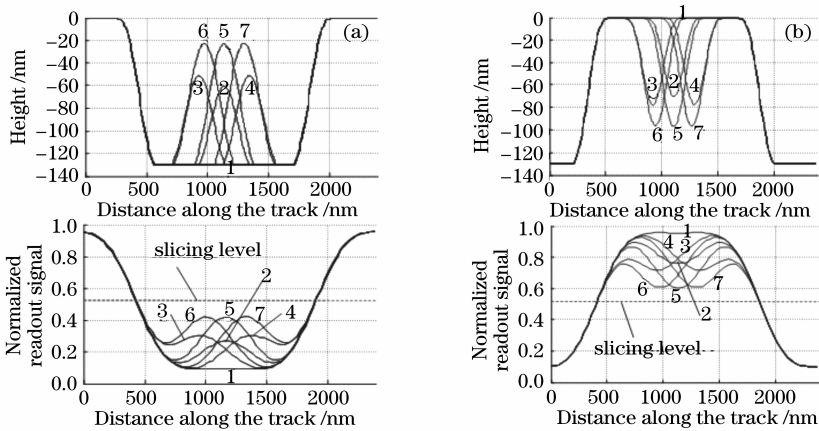 (a)
Height /nm
0
−20
−40
−60
−80
−100
−120
−140
6 5 7
3 2 4
1
0 500 1000 1500 2000
Distance along the track /nm
(b)
Height /nm
0
−20
−40
−60
−80
−100
−120
−140
1
3 2 4
6 5 7
0 500 1000 1500 2000
Distance along the track /nm
Normalized
readout signal
1.0
0.8
0.6
0.4
0.2
0.0
slicing level
2
3 6 5 7 4
1
0 500 1000 1500 2000
Distance along the track /nm
Normalized
readout signal
1.0
0.8
0.6
0.4
0.2
0.0
1
4 3
6 5 7
2
slicing level
0 500 1000 1500 2000
Distance along the track /nm